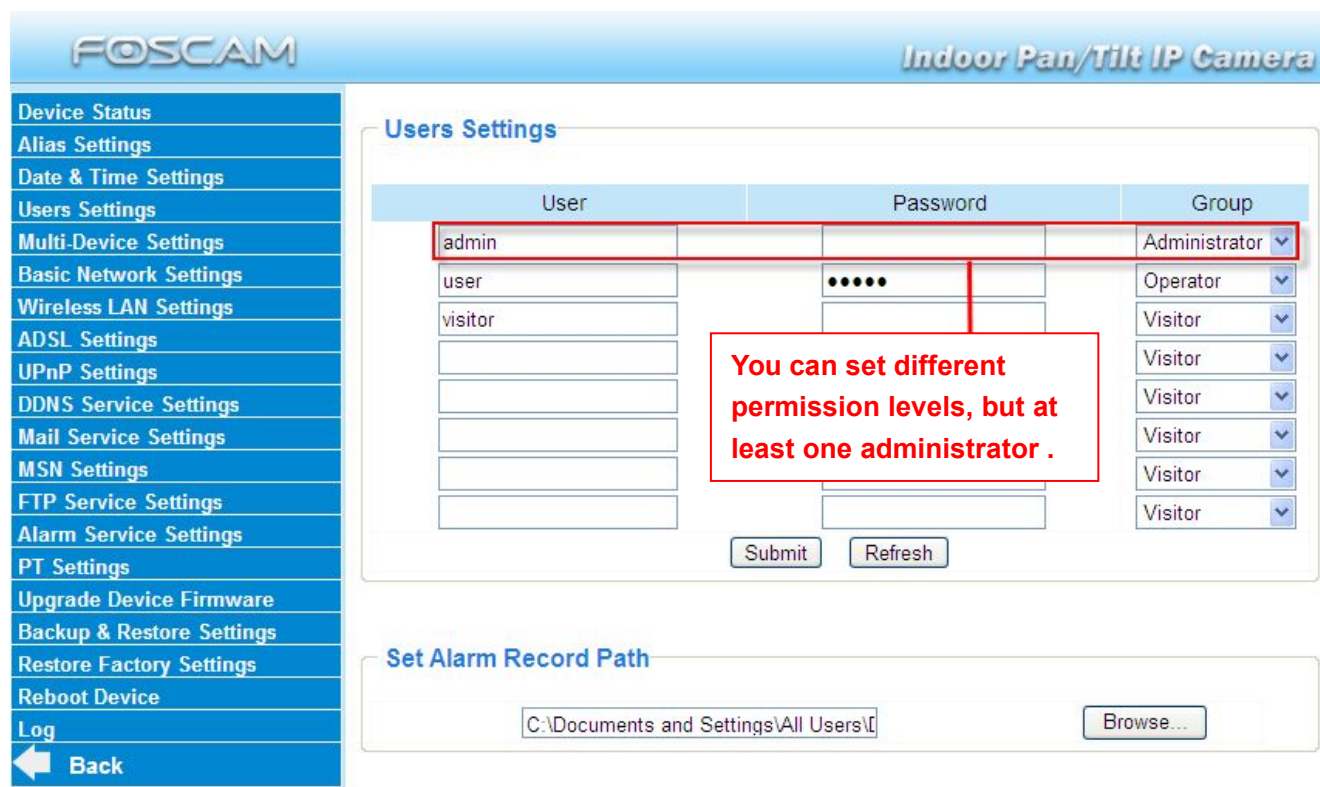 FOSCAM
Indoor Pan/Tilt IP Camera
Device Status
Alias Settings
Date & Time Settings
Users Settings
Multi-Device Settings
Basic Network Settings
Wireless LAN Settings
ADSL Settings
UPnP Settings
DDNS Service Settings
Mail Service Settings
MSN Settings
FTP Service Settings
Alarm Service Settings
PT Settings
Upgrade Device Firmware
Backup & Restore Settings
Restore Factory Settings
Reboot Device
Log
Back
Users Settings
User Password Group
admin Administrator
user ●●●●● Operator
visitor Visitor
Visitor
Visitor
Visitor
Visitor
Visitor
You can set different
permission levels, but at
least one administrator .
Submit Refresh
Set Alarm Record Path
C:\Documents and Settings\All Users\ Browse...